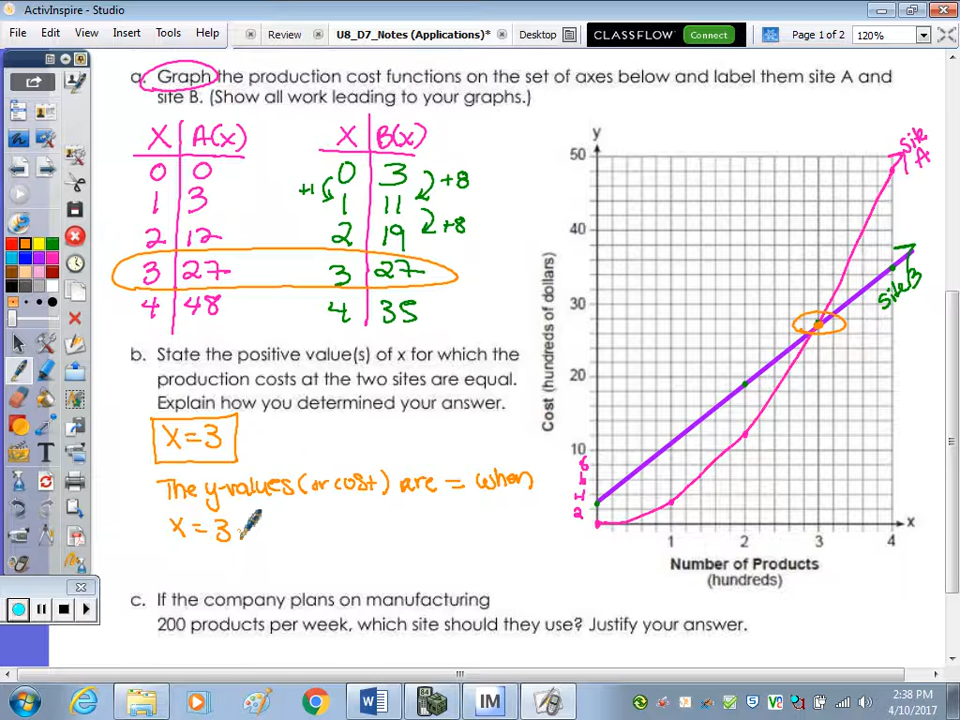 ActivInspire - Studio
File Edit View Insert Tools Help
Review
U8_D7_Notes (Applications)*
Desktop
CLASSFLOW Connect
Page 1 of 2
120%
a. Graph the production cost functions on the set of axes below and label them site A and
site B. (Show all work leading to your graphs.)
X A(x)
0 0
1 3
2 12
3 27
4 48
X B(x)
0 3
1 11
2 19
3 27
4 35
+1
+8
+8
y
50
40
30
20
10
2 4 6 8
1 2 3 4
x
Cost (hundreds of dollars)
Number of Products
(hundreds)
Site A
Site B
b. State the positive value(s) of x for which the
production costs at the two sites are equal.
Explain how you determined your answer.
X=3
The y-values (or cost) are = when
X=3
c. If the company plans on manufacturing
200 products per week, which site should they use? Justify your answer.
W
IM
2:38 PM
4/10/2017